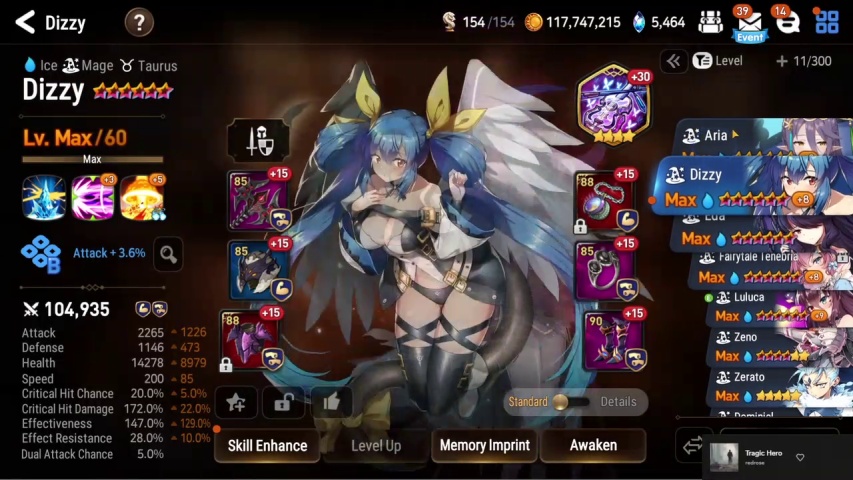 Dizzy
?
154/154
117,747,215
5,464
39
Event
14
Ice Mage Taurus
Dizzy
Lv. Max/60
Max
+3
+5
B
Attack + 3.6%
104,935
Attack 2265 1226
Defense 1146 473
Health 14278 8979
Speed 200 85
Critical Hit Chance 20.0% 5.0%
Critical Hit Damage 172.0% 22.0%
Effectiveness 147.0% 129.0%
Effect Resistance 28.0% 10.0%
Dual Attack Chance 5.0%
85 +15
85 +15
88 +15
+30
88 +15
85 +15
90 +15
Standard
Details
Skill Enhance
Level Up
Memory Imprint
Awaken
Level
+ 11/300
Aria
Dizzy
Max +8
Max
Fairytale Tenebria
Max +8
Luluca
Max +9
Zeno
Max
Zerato
Max
Tragic Hero
redrose